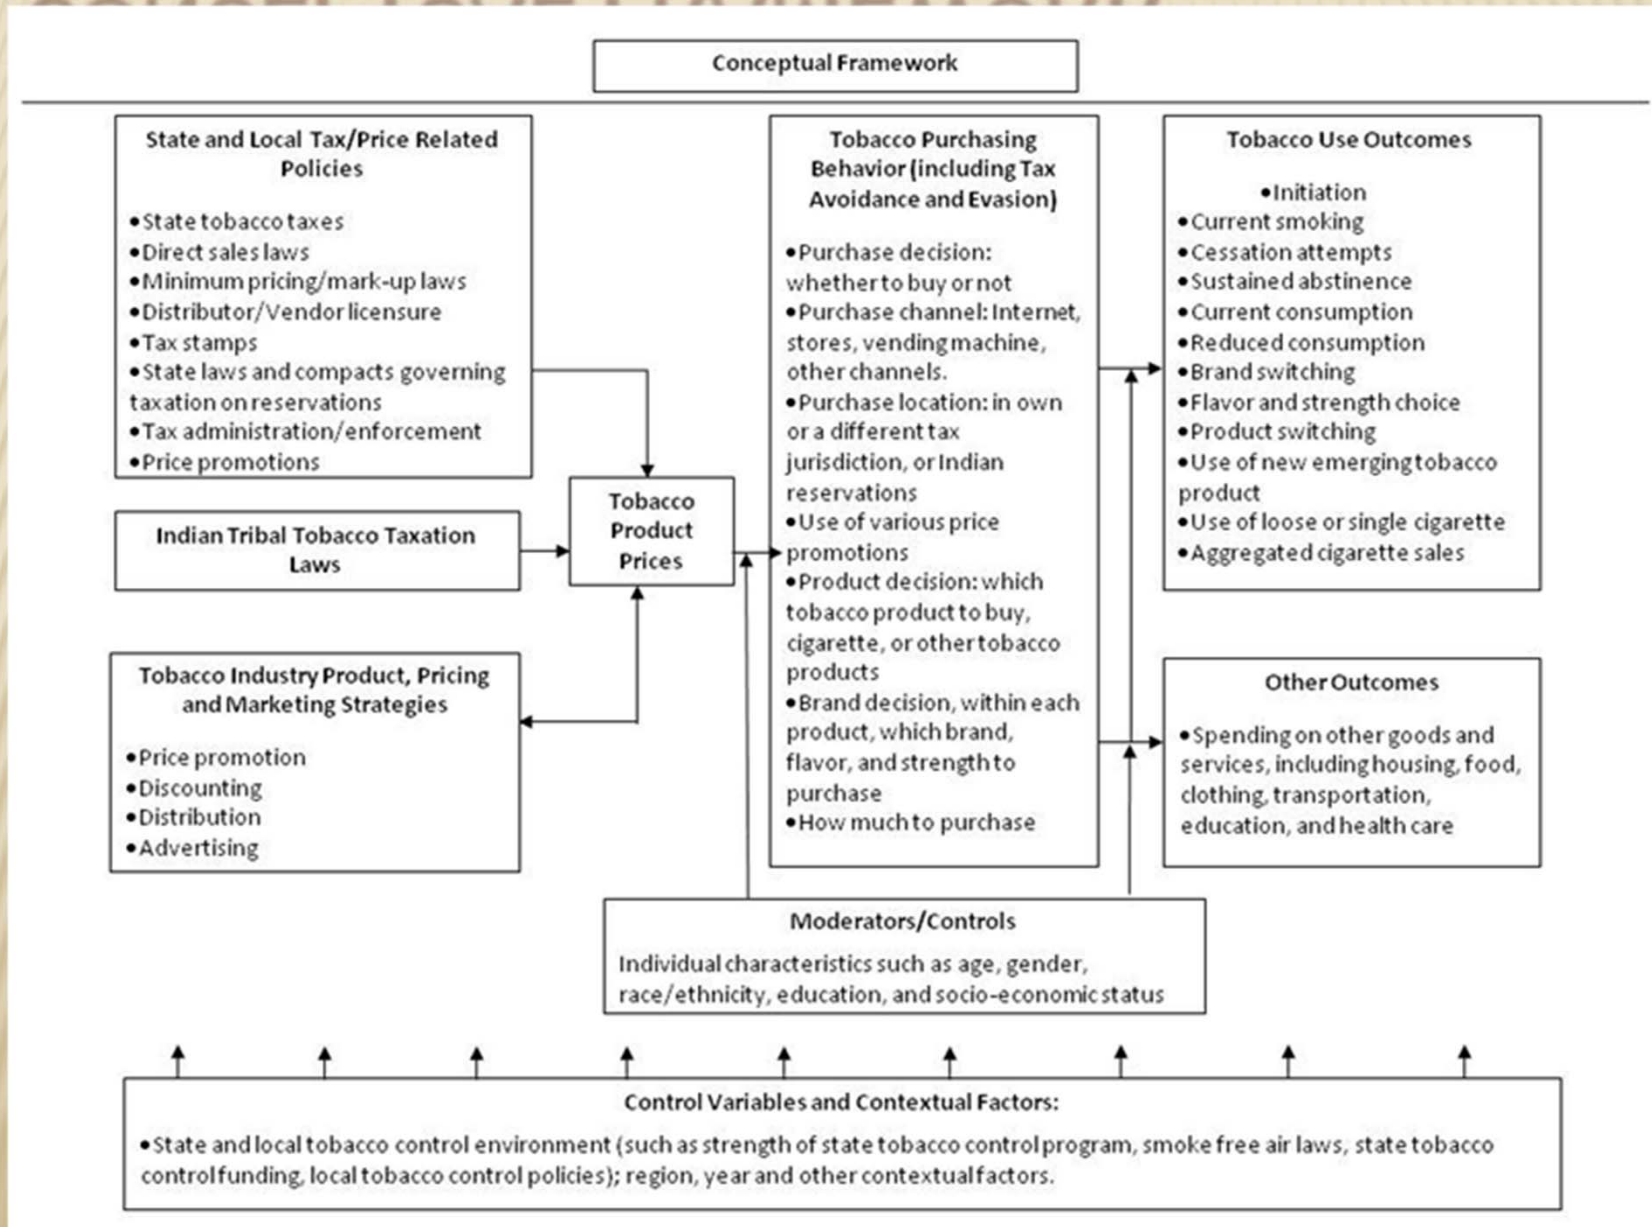 Conceptual Framework
State and Local Tax/Price Related
Policies
•State tobacco taxes
•Direct sales laws
•Minimum pricing/mark-up laws
•Distributor/Vendor licensure
•Tax stamps
•State laws and compacts governing
taxation on reservations
•Tax administration/enforcement
•Price promotions
Indian Tribal Tobacco Taxation
Laws
Tobacco Industry Product, Pricing
and Marketing Strategies
•Price promotion
•Discounting
•Distribution
•Advertising
Tobacco
Product
Prices
Tobacco Purchasing
Behavior (including Tax
Avoidance and Evasion)
•Purchase decision:
whether to buy or not
•Purchase channel: Internet,
stores, vending machine,
other channels.
•Purchase location: in own
or a different tax
jurisdiction, or Indian
reservations
•Use of various price
promotions
•Product decision: which
tobacco product to buy,
cigarette, or other tobacco
products
•Brand decision, within each
product, which brand,
flavor, and strength to
purchase
•How much to purchase
Tobacco Use Outcomes
•Initiation
•Current smoking
•Cessation attempts
•Sustained abstinence
•Current consumption
•Reduced consumption
•Brand switching
•Flavor and strength choice
•Product switching
•Use of new emerging tobacco
product
•Use of loose or single cigarette
•Aggregated cigarette sales
Other Outcomes
•Spending on other goods and
services, including housing, food,
clothing, transportation,
education, and health care
Moderators/Controls
Individual characteristics such as age, gender,
race/ethnicity, education, and socio-economic status
Control Variables and Contextual Factors:
•State and local tobacco control environment (such as strength of state tobacco control program, smoke free air laws, state tobacco
control funding, local tobacco control policies); region, year and other contextual factors.